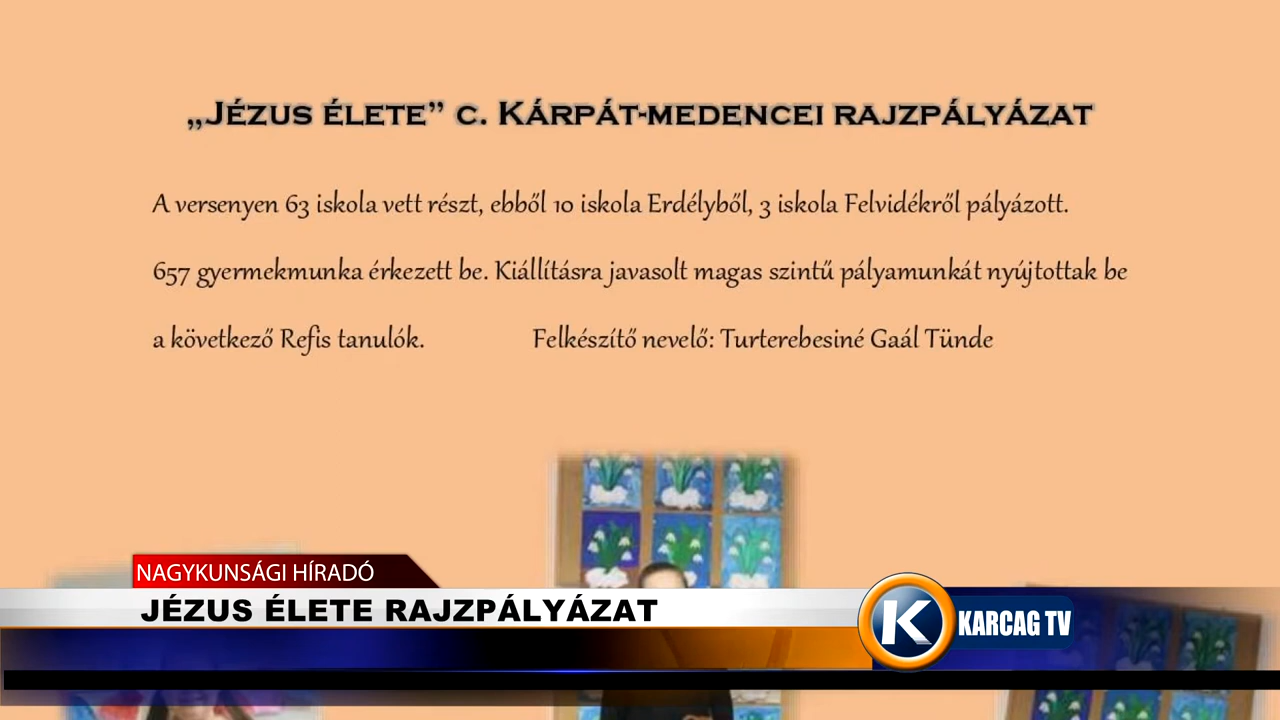 „Jézus élete” c. Kárpát-medencei rajzpályázat
A versenyen 63 iskola vett részt, ebből 10 iskola Erdélyből, 3 iskola Felvidékről pályázott.
657 gyermekmunka érkezett be. Kiállításra javasolt magas szintű pályamunkát nyújtottak be
a következő Refis tanulók. Felkészítő nevelő: Turterebesiné Gaál Tünde
NAGYKUNSÁGI HÍRADÓ
JÉZUS ÉLETE RAJZPÁLYÁZAT
K KARCAG TV